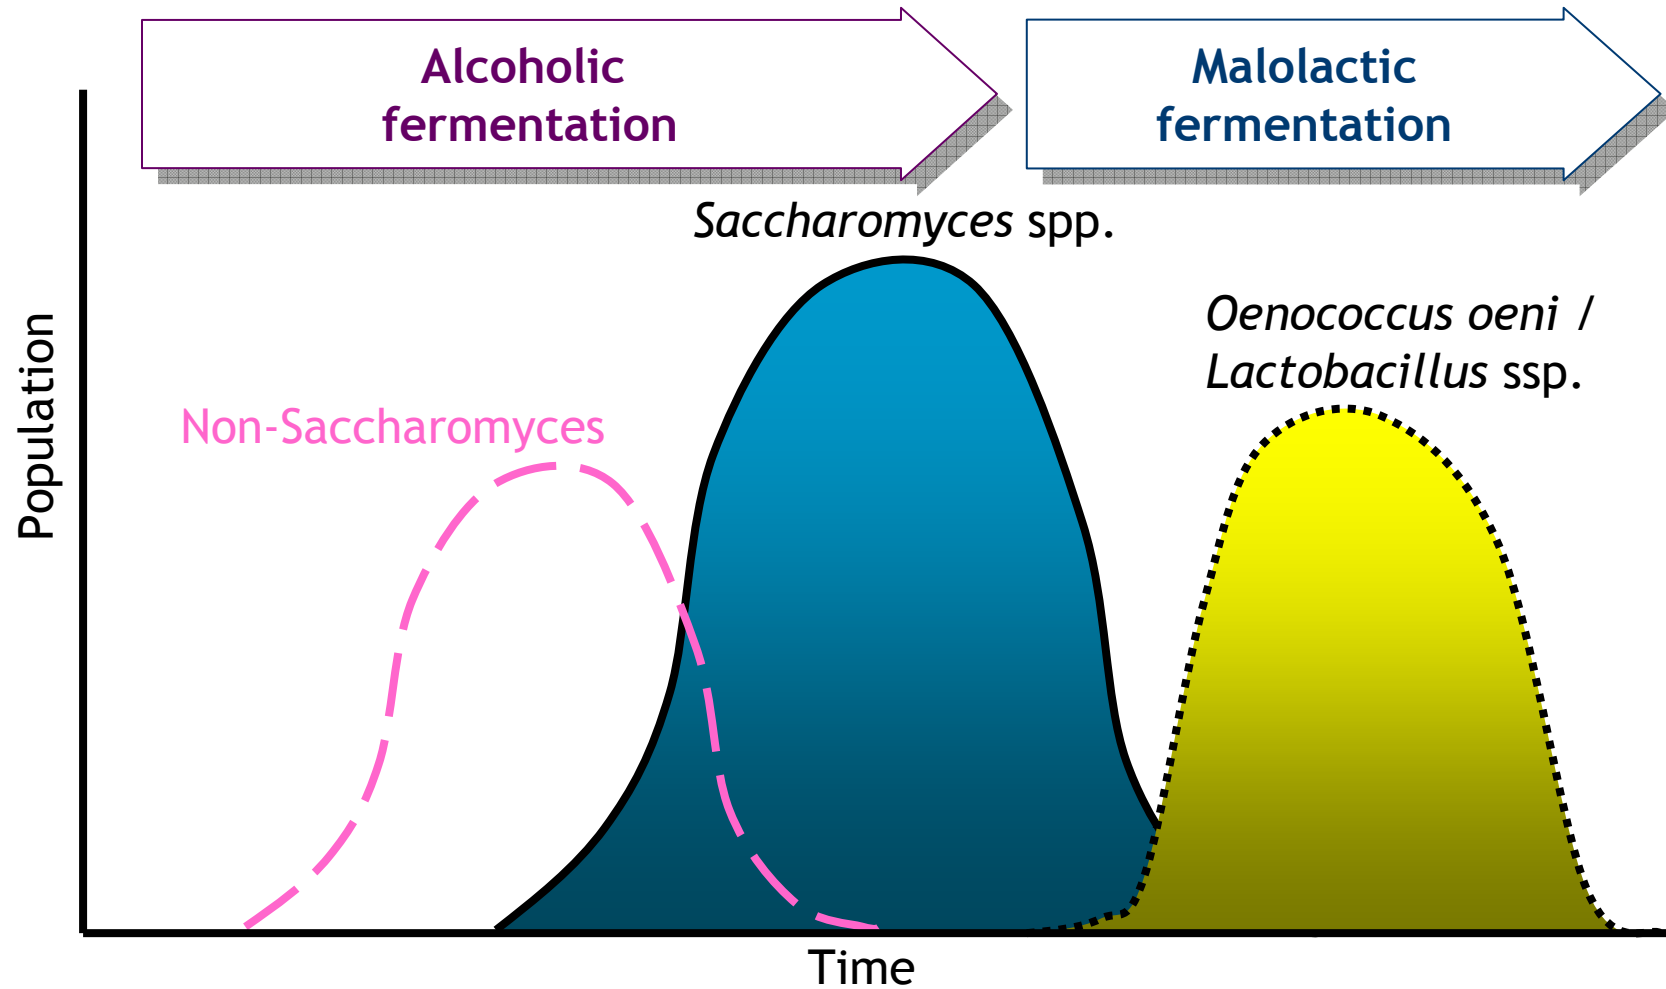 Alcoholic
fermentation
Malolactic
fermentation
Saccharomyces spp.
Oenococcus oeni /
Lactobacillus ssp.
Non-Saccharomyces
Population
Time